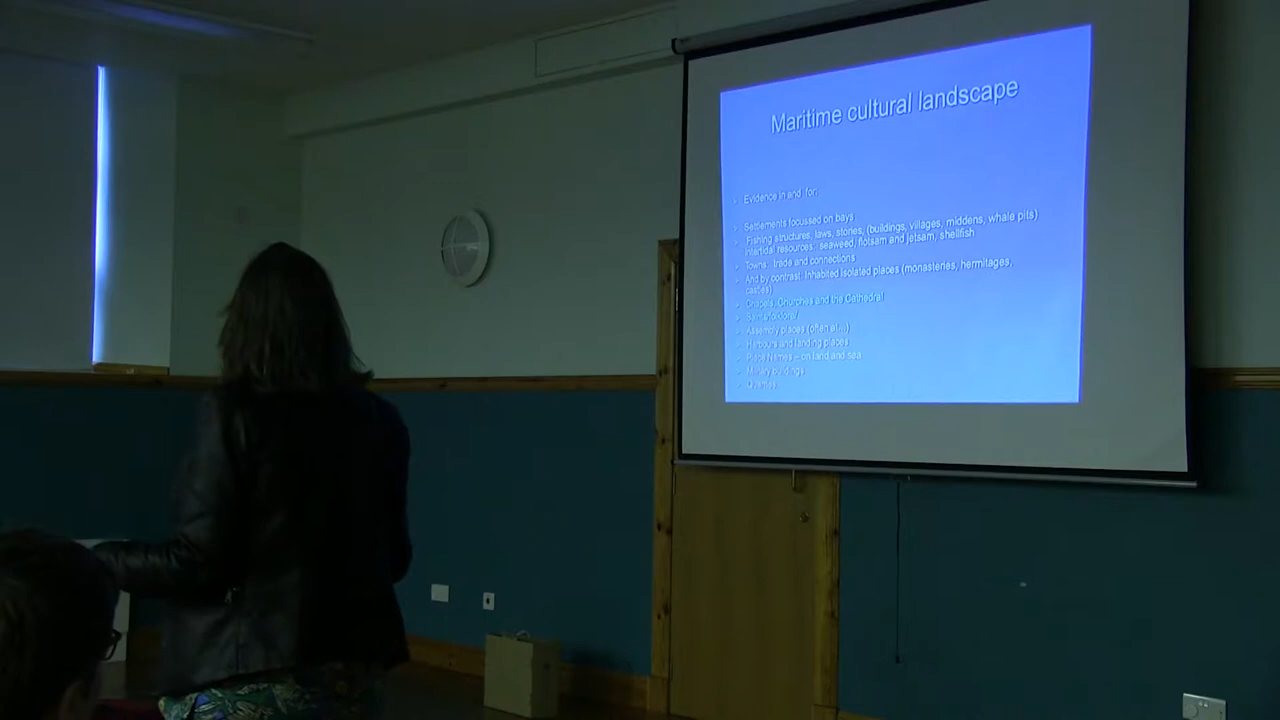 Maritime cultural landscape
Evidence in and for:
Settlements focussed on bays
Fishing structures, laws, stories, (buildings, villages, middens, whale pits)
intertidal resources: seaweed, flotsam and jetsam, shellfish
Towns: trade and connections
And by contrast: Inhabited isolated places (monasteries, hermitages,
castles)
Chapels, Churches and the Cathedral
Saints/folklore/
Assembly places (often at...)
Harbours and landing places
Place Names – on land and sea
Military buildings
Quarries